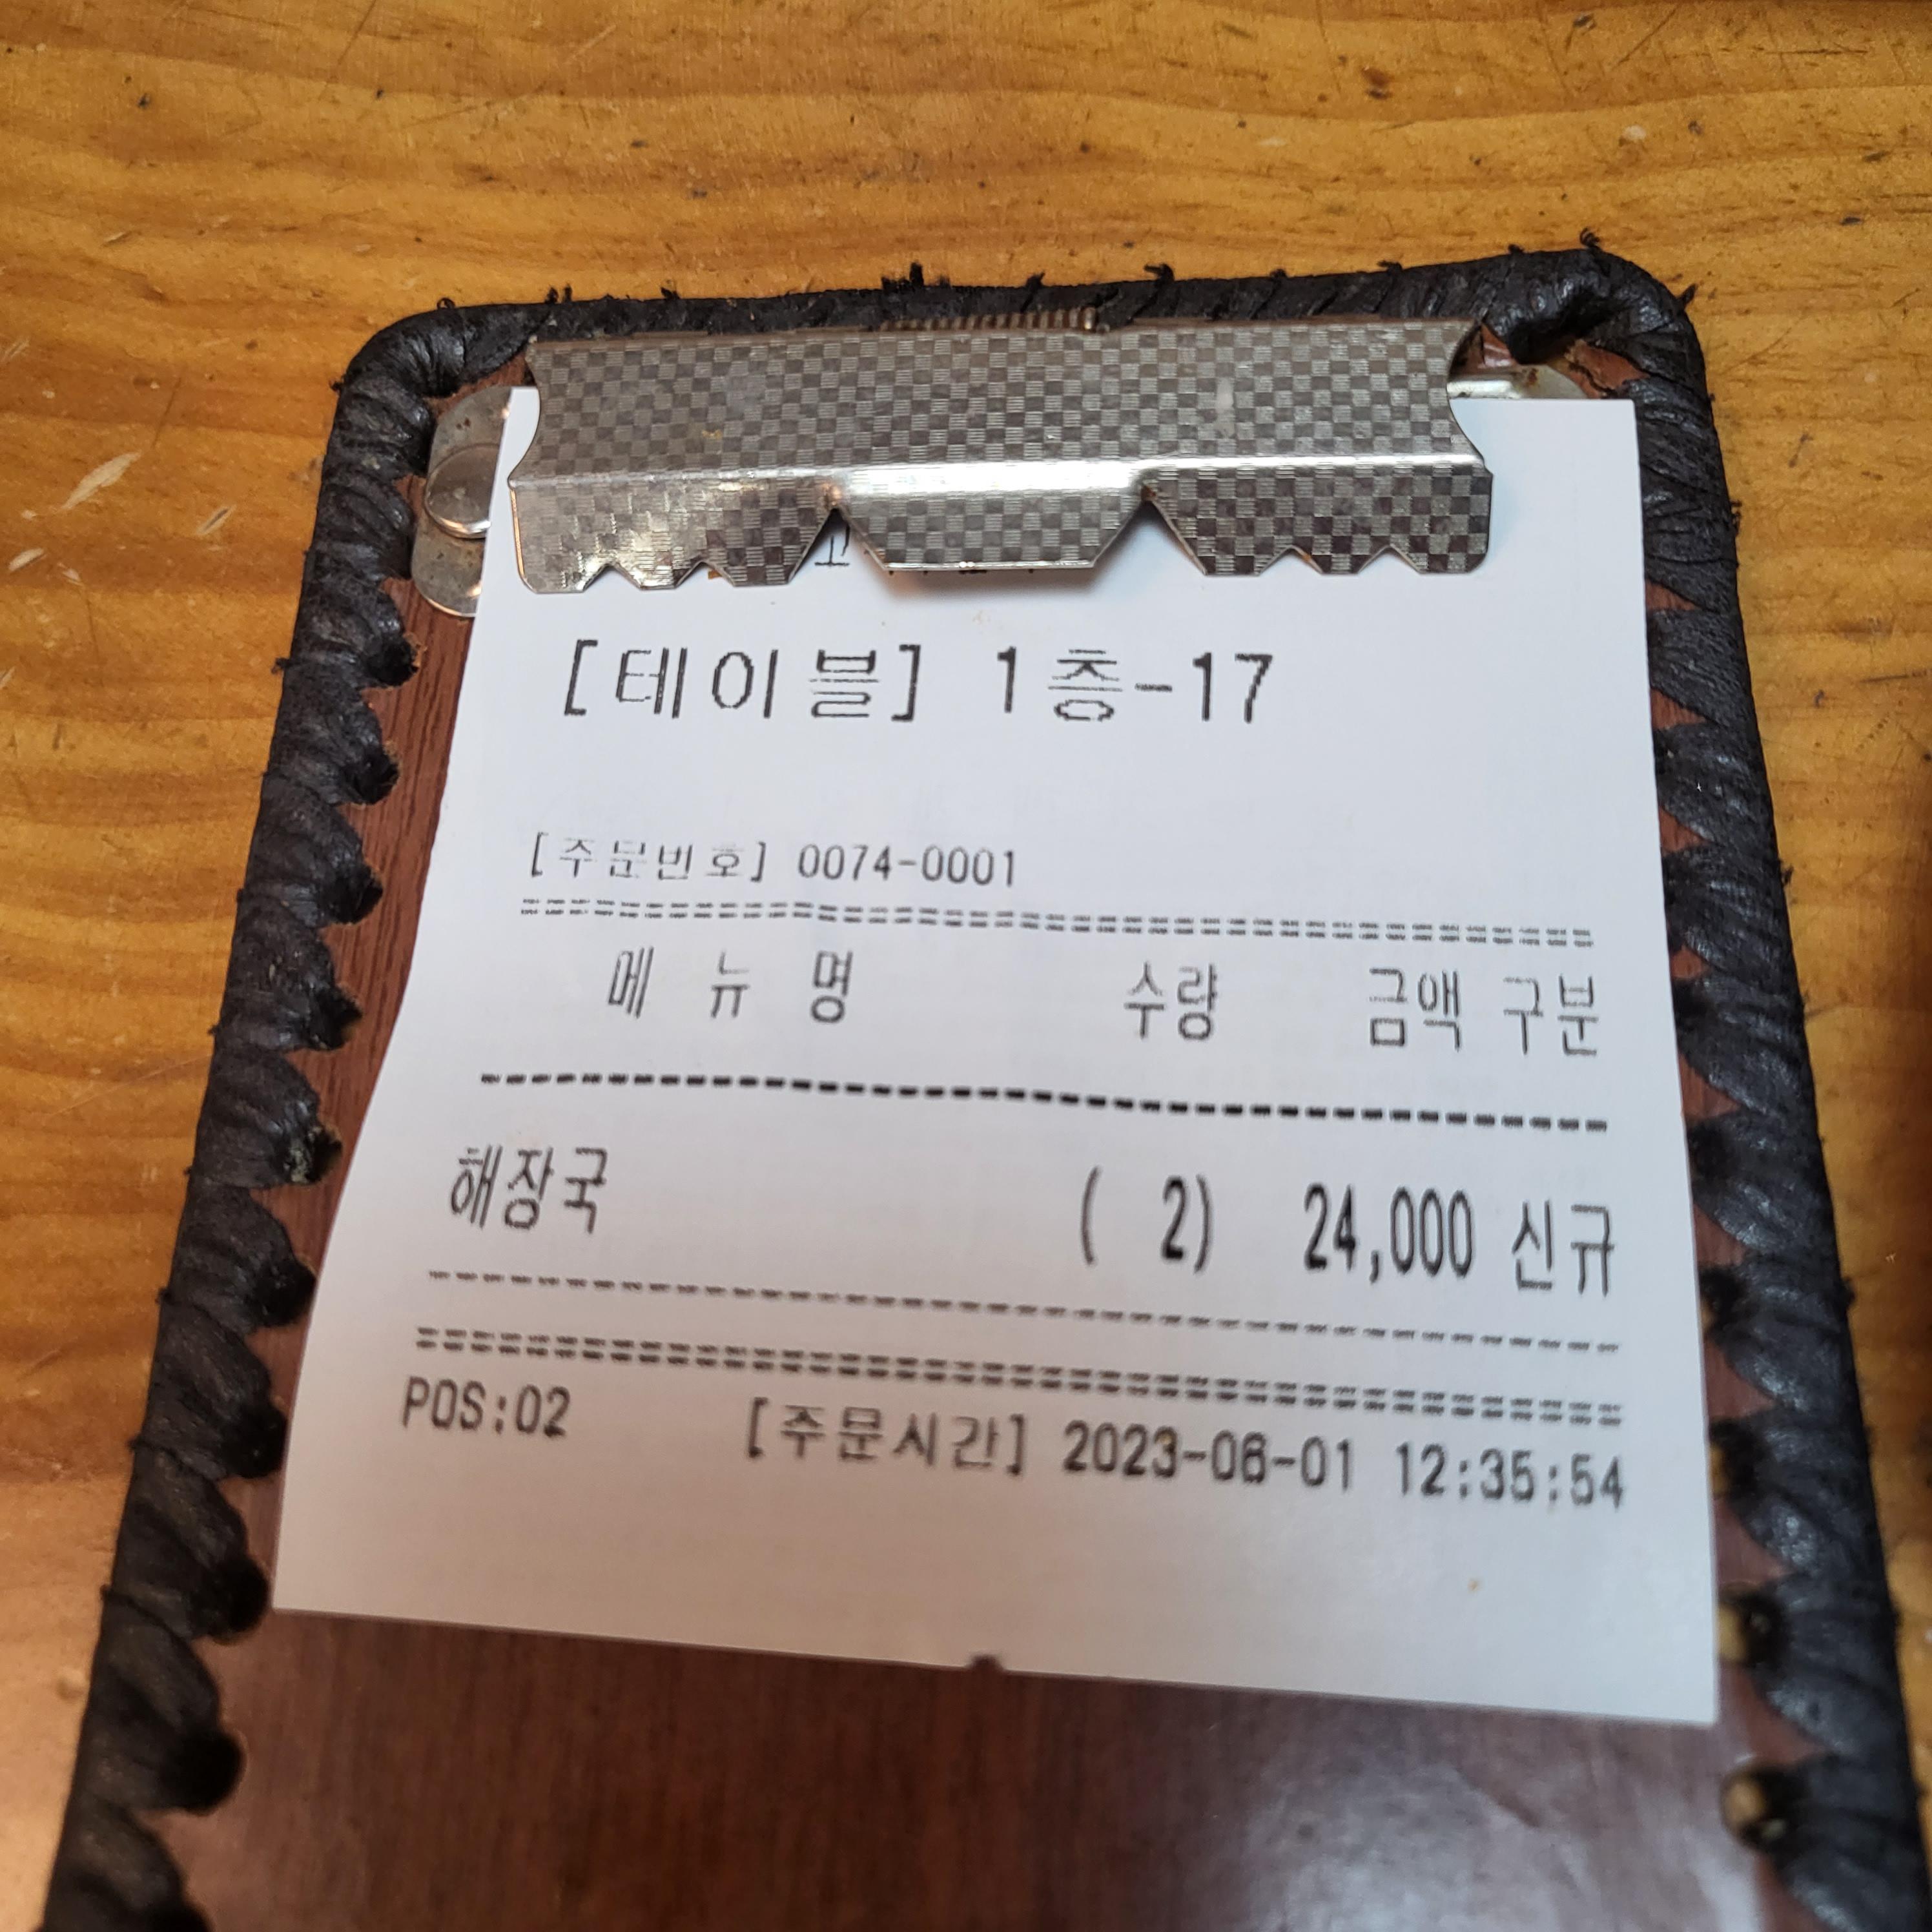 [테이블] 1층-17
[주문번호] 0074-0001
메 뉴 명 수량 금액 구분
해장국 ( 2) 24,000 신규
POS:02 [주문시간] 2023-06-01 12:35:54